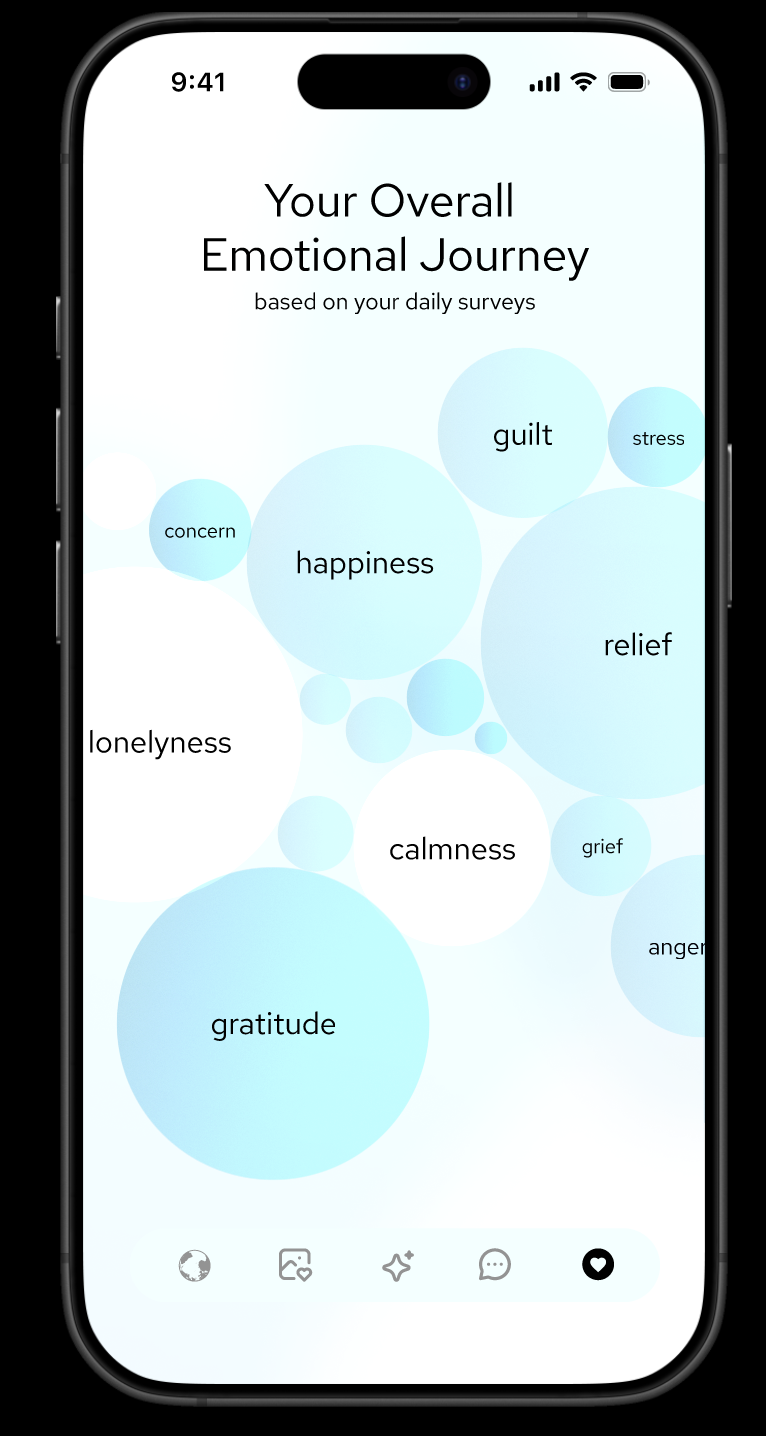 9:41
Your Overall
Emotional Journey
based on your daily surveys
guilt
stress
concern
happiness
relief
lonelyness
calmness
grief
anger
gratitude